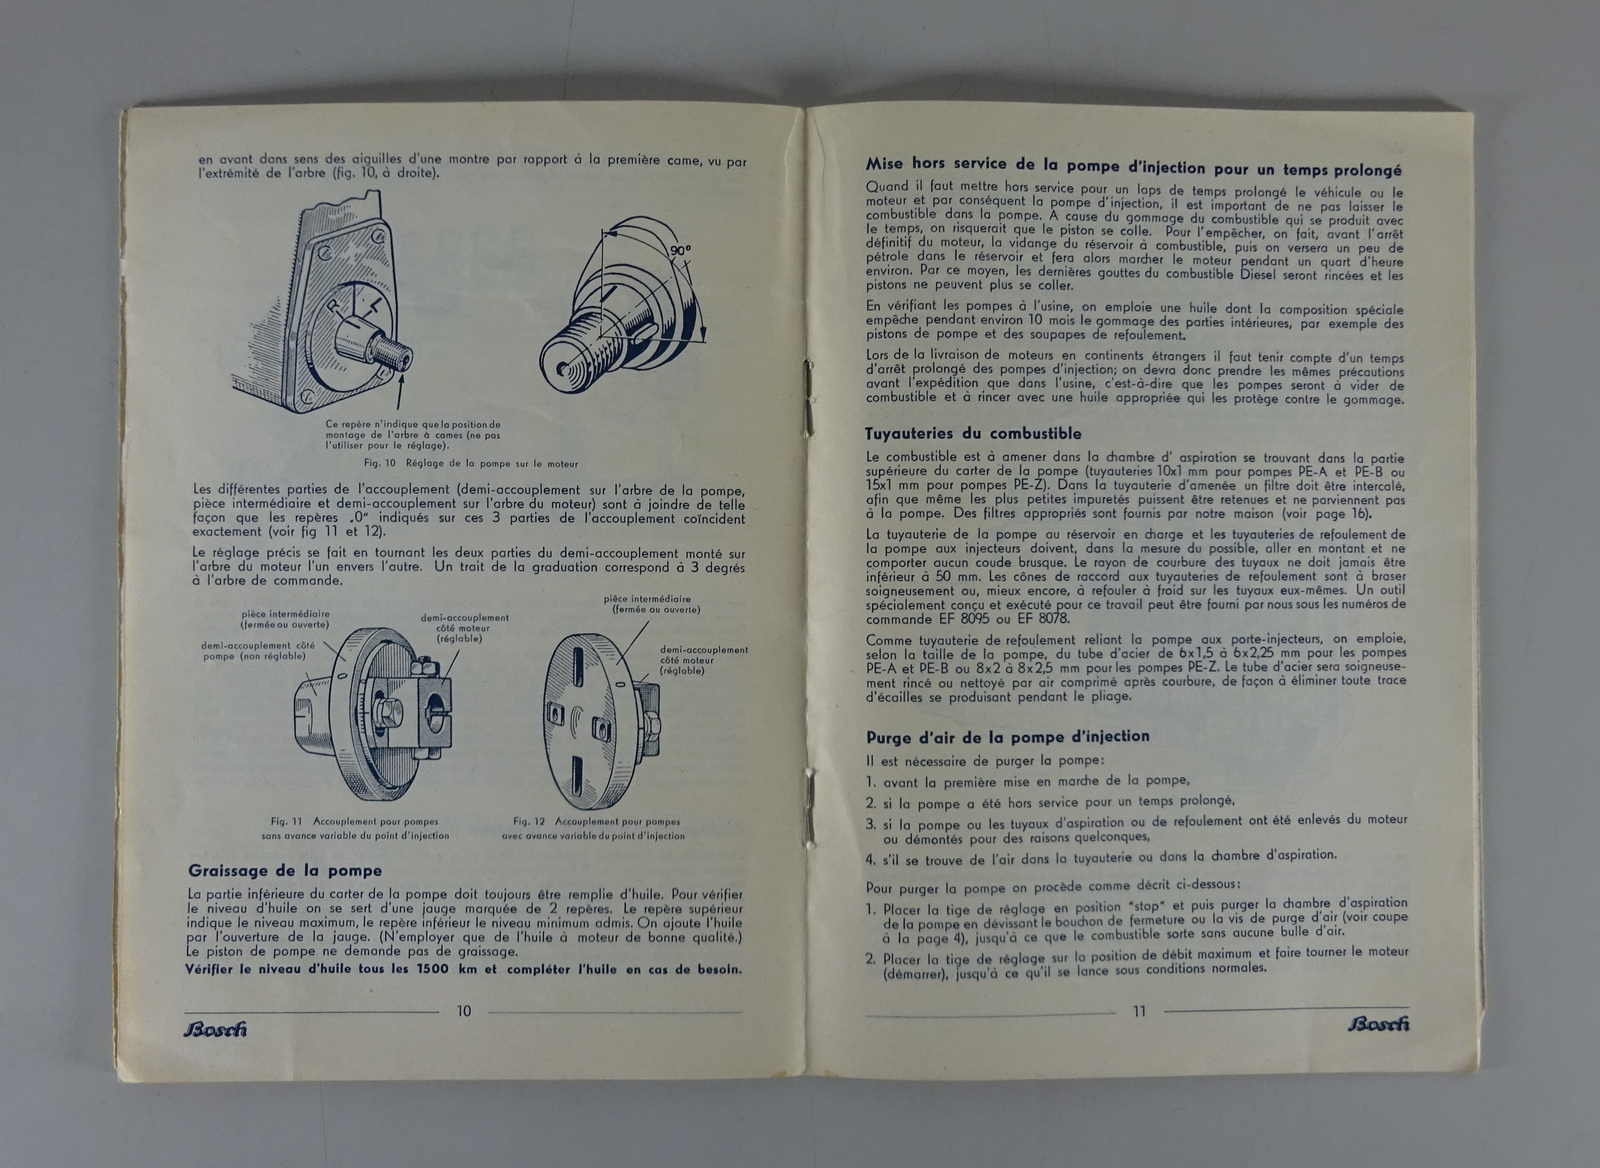 en avant dans sens des aiguilles d'une montre par rapport à la première came, vu par
l'extrémité de l'arbre (fig. 10, à droite).
R
L
90°
Ce repère n'indique que la position de
montage de l'arbre à cames (ne pas
l'utiliser pour le réglage).
Fig. 10 Réglage de la pompe sur le moteur
Les différentes parties de l'accouplement (demi-accouplement sur l'arbre de la pompe,
pièce intermédiaire et demi-accouplement sur l'arbre du moteur) sont à joindre de telle
façon que les repères „0“ indiqués sur ces 3 parties de l'accouplement coïncident
exactement (voir fig 11 et 12).
Le réglage précis se fait en tournant les deux parties du demi-accouplement monté sur
l'arbre du moteur l'un envers l'autre. Un trait de la graduation correspond à 3 degrés
à l'arbre de commande.
pièce intermédiaire
(fermée ou ouverte)
demi-accouplement côté
pompe (non réglable)
demi-accouplement
côté moteur
(réglable)
pièce intermédiaire
(fermée ou ouverte)
demi-accouplement
côté moteur
(réglable)
Fig. 11 Accouplement pour pompes
sans avance variable du point d'injection
Fig. 12 Accouplement pour pompes
avec avance variable du point d'injection
Graissage de la pompe
La partie inférieure du carter de la pompe doit toujours être remplie d'huile. Pour vérifier
le niveau d'huile on se sert d'une jauge marquée de 2 repères. Le repère supérieur
indique le niveau maximum, le repère inférieur le niveau minimum admis. On ajoute l'huile
par l'ouverture de la jauge. (N'employer que de l'huile à moteur de bonne qualité.)
Le piston de pompe ne demande pas de graissage.
Vérifier le niveau d'huile tous les 1500 km et compléter l'huile en cas de besoin.
10
Bosch
Mise hors service de la pompe d'injection pour un temps prolongé
Quand il faut mettre hors service pour un laps de temps prolongé le véhicule ou le
moteur et par conséquent la pompe d'injection, il est important de ne pas laisser le
combustible dans la pompe. A cause du gommage du combustible qui se produit avec
le temps, on risquerait que le piston se colle. Pour l'empêcher, on fait, avant l'arrêt
définitif du moteur, la vidange du réservoir à combustible, puis on versera un peu de
pétrole dans le réservoir et fera alors marcher le moteur pendant un quart d'heure
environ. Par ce moyen, les dernières gouttes du combustible Diesel seront rincées et les
pistons ne peuvent plus se coller.
En vérifiant les pompes à l'usine, on emploie une huile dont la composition spéciale
empêche pendant environ 10 mois le gommage des parties intérieures, par exemple des
pistons de pompe et des soupapes de refoulement.
Lors de la livraison de moteurs en continents étrangers il faut tenir compte d'un temps
d'arrêt prolongé des pompes d'injection; on devra donc prendre les mêmes précautions
avant l'expédition que dans l'usine, c'est-à-dire que les pompes seront à vider de
combustible et à rincer avec une huile appropriée qui les protège contre le gommage.
Tuyauteries du combustible
Le combustible est à amener dans la chambre d' aspiration se trouvant dans la partie
supérieure du carter de la pompe (tuyauteries 10x1 mm pour pompes PE-A et PE-B ou
15x1 mm pour pompes PE-Z). Dans la tuyauterie d'amenée un filtre doit être intercalé,
afin que même les plus petites impuretés puissent être retenues et ne parviennent pas
à la pompe. Des filtres appropriés sont fournis par notre maison (voir page 16).
La tuyauterie de la pompe au réservoir en charge et les tuyauteries de refoulement de
la pompe aux injecteurs doivent, dans la mesure du possible, aller en montant et ne
comporter aucun coude brusque. Le rayon de courbure des tuyaux ne doit jamais être
inférieur à 50 mm. Les cônes de raccord aux tuyauteries de refoulement sont à braser
soigneusement ou, mieux encore, à refouler à froid sur les tuyaux eux-mêmes. Un outil
spécialement conçu et exécuté pour ce travail peut être fourni par nous sous les numéros de
commande EF 8095 ou EF 8078.
Comme tuyauterie de refoulement reliant la pompe aux porte-injecteurs, on emploie,
selon la taille de la pompe, du tube d'acier de 6x1,5 à 6x2,25 mm pour les pompes
PE-A et PE-B ou 8x2 à 8x2,5 mm pour les pompes PE-Z. Le tube d'acier sera soigneuse-
ment rincé ou nettoyé par air comprimé après courbure, de façon à éliminer toute trace
d'écailles se produisant pendant le pliage.
Purge d'air de la pompe d'injection
Il est nécessaire de purger la pompe:
1. avant la première mise en marche de la pompe,
2. si la pompe a été hors service pour un temps prolongé,
3. si la pompe ou les tuyaux d'aspiration ou de refoulement ont été enlevés du moteur
ou démontés pour des raisons quelconques,
4. s'il se trouve de l'air dans la tuyauterie ou dans la chambre d'aspiration.
Pour purger la pompe on procède comme décrit ci-dessous:
1. Placer la tige de réglage en position "stop" et puis purger la chambre d'aspiration
de la pompe en dévissant le bouchon de fermeture ou la vis de purge d'air (voir coupe
à la page 4), jusqu'à ce que le combustible sorte sans aucune bulle d'air.
2. Placer la tige de réglage sur la position de débit maximum et faire tourner le moteur
(démarrer), jusqu'à ce qu'il se lance sous conditions normales.
11
Bosch